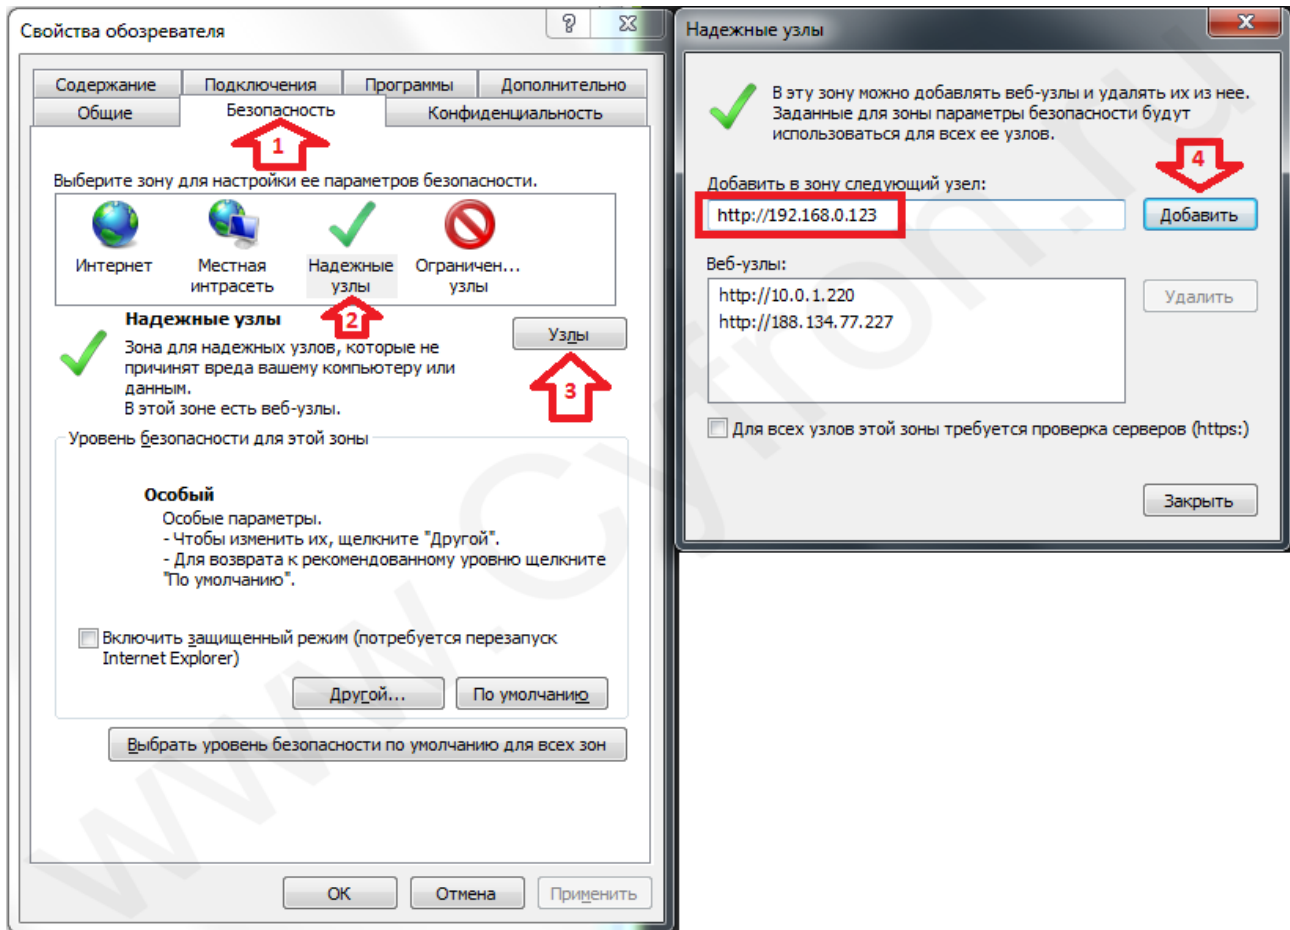 Свойства обозревателя
Содержание
Подключения
Программы
Дополнительно
Общие
Безопасность
Конфиденциальность
1
Выберите зону для настройки ее параметров безопасности.
Интернет
Местная
интрасеть
Надежные
узлы
Ограничен...
узлы
2
Надежные узлы
Узлы
Зона для надежных узлов, которые не
причинят вреда вашему компьютеру или
данным.
В этой зоне есть веб-узлы.
3
Уровень безопасности для этой зоны
Особый
Особые параметры.
- Чтобы изменить их, щелкните "Другой".
- Для возврата к рекомендованному уровню щелкните
"По умолчанию".
Включить защищенный режим (потребуется перезапуск
Internet Explorer)
Другой...
По умолчанию
Выбрать уровень безопасности по умолчанию для всех зон
OK
Отмена
Применить
Надежные узлы
В эту зону можно добавлять веб-узлы и удалять их из нее.
Заданные для зоны параметры безопасности будут
использоваться для всех ее узлов.
4
Добавить в зону следующий узел:
http://192.168.0.123
Добавить
Веб-узлы:
http://10.0.1.220
http://188.134.77.227
Удалить
Для всех узлов этой зоны требуется проверка серверов (https:)
Закрыть
www.Cyfron.ru